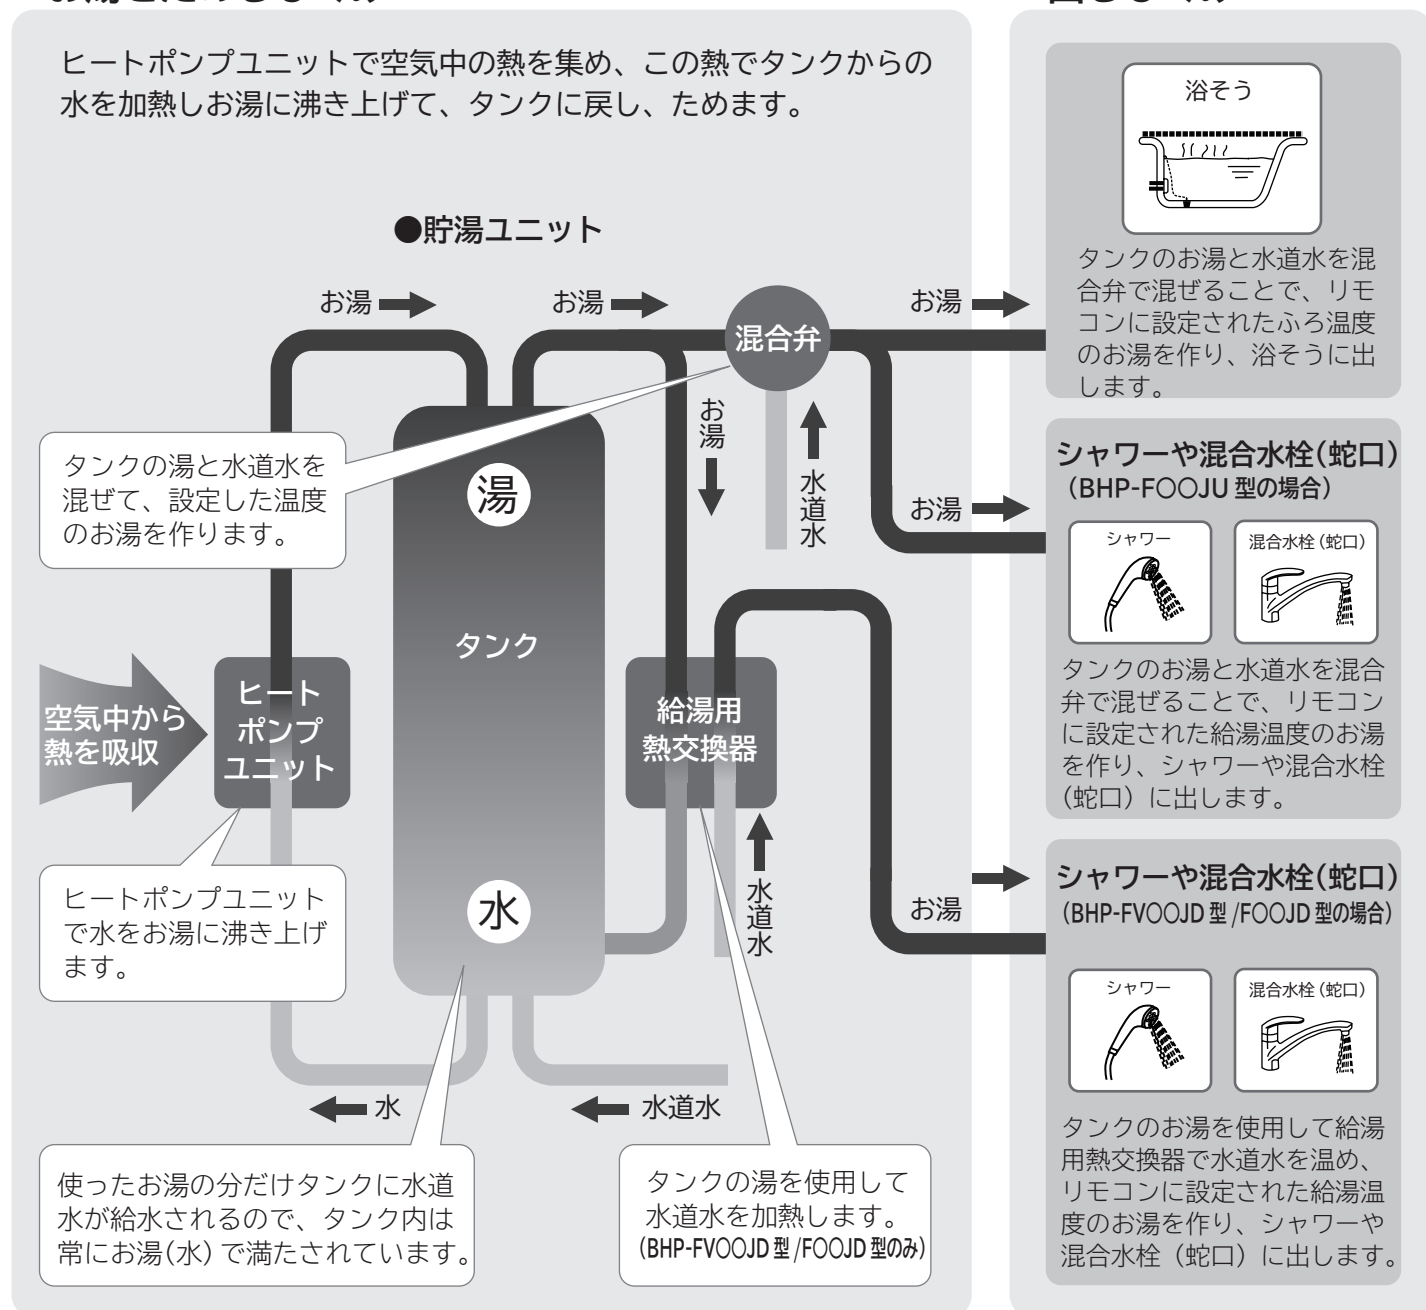 ヒートポンプユニットで空気中の熱を集め、この熱でタンクからの
水を加熱しお湯に沸き上げて、タンクに戻し、ためます。
●貯湯ユニット
お湯
お湯
お湯
混合弁
お湯
水道水
タンクの湯と水道水を
混ぜて、設定した温度
のお湯を作ります。
湯
タンク
水
空気中から
熱を吸収
ヒート
ポンプ
ユニット
給湯用
熱交換器
ヒートポンプユニット
で水をお湯に沸き上げ
ます。
水道水
お湯
お湯
水
水道水
使ったお湯の分だけタンクに水道
水が給水されるので、タンク内は
常にお湯(水)で満たされています。
タンクの湯を使用して
水道水を加熱します。
(BHP-FV〇〇JD型/F〇〇JD型のみ)
浴そう
タンクのお湯と水道水を混
合弁で混ぜることで、リモ
コンに設定されたふろ温度
のお湯を作り、浴そうに出
します。
シャワーや混合水栓(蛇口)
(BHP-F〇〇JU型の場合)
シャワー
混合水栓(蛇口)
タンクのお湯と水道水を混合
弁で混ぜることで、リモコン
に設定された給湯温度のお湯
を作り、シャワーや混合水栓
(蛇口)に出します。
シャワーや混合水栓(蛇口)
(BHP-FV〇〇JD型/F〇〇JD型の場合)
シャワー
混合水栓(蛇口)
タンクのお湯を使用して給湯
用熱交換器で水道水を温め、
リモコンに設定された給湯温
度のお湯を作り、シャワーや
混合水栓(蛇口)に出します。